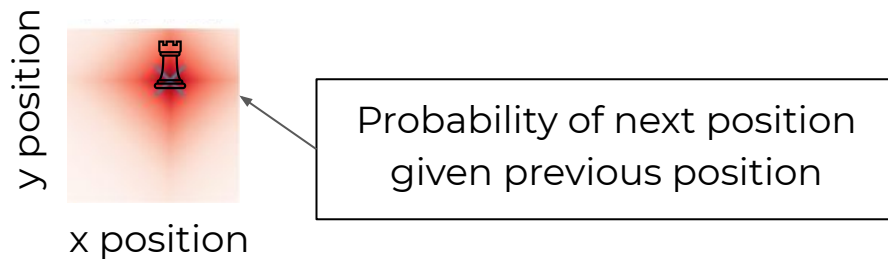 y position
x position
Probability of next position
given previous position